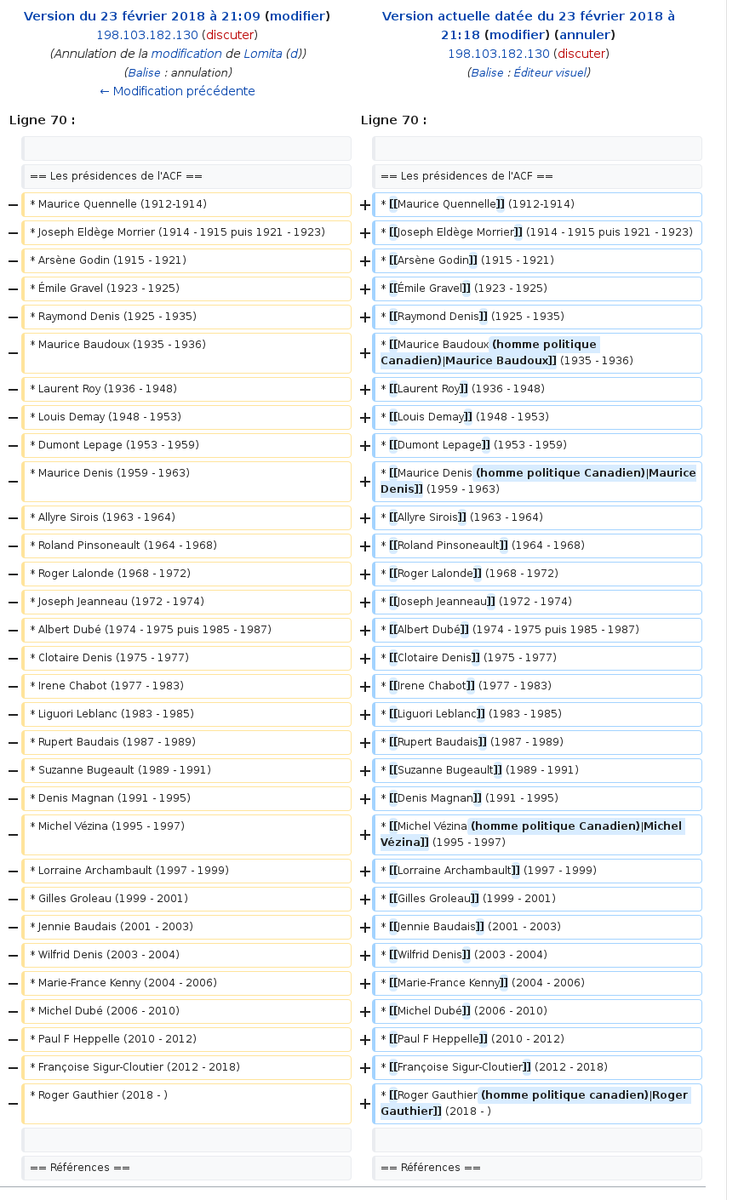 Version du 23 février 2018 à 21:09 (modifier)
198.103.182.130 (discuter)
(Annulation de la modification de Lomita (d))
(Balise : annulation)
← Modification précédente
Version actuelle datée du 23 février 2018 à
21:18 (modifier) (annuler)
198.103.182.130 (discuter)
(Balise : Éditeur visuel)
Ligne 70 :
Ligne 70 :
== Les présidences de l'ACF ==
== Les présidences de l'ACF ==
− * Maurice Quennelle (1912-1914)
+ * [[Maurice Quennelle]] (1912-1914)
− * Joseph Eldège Morrier (1914 - 1915 puis 1921 - 1923)
+ * [[Joseph Eldège Morrier]] (1914 - 1915 puis 1921 - 1923)
− * Arsène Godin (1915 - 1921)
+ * [[Arsène Godin]] (1915 - 1921)
− * Émile Gravel (1923 - 1925)
+ * [[Émile Gravel]] (1923 - 1925)
− * Raymond Denis (1925 - 1935)
+ * [[Raymond Denis]] (1925 - 1935)
− * Maurice Baudoux (1935 - 1936)
+ * [[Maurice Baudoux (homme politique
Canadien)|Maurice Baudoux]] (1935 - 1936)
− * Laurent Roy (1936 - 1948)
+ * [[Laurent Roy]] (1936 - 1948)
− * Louis Demay (1948 - 1953)
+ * [[Louis Demay]] (1948 - 1953)
− * Dumont Lepage (1953 - 1959)
+ * [[Dumont Lepage]] (1953 - 1959)
− * Maurice Denis (1959 - 1963)
+ * [[Maurice Denis (homme politique Canadien)|Maurice
Denis]] (1959 - 1963)
− * Allyre Sirois (1963 - 1964)
+ * [[Allyre Sirois]] (1963 - 1964)
− * Roland Pinsoneault (1964 - 1968)
+ * [[Roland Pinsoneault]] (1964 - 1968)
− * Roger Lalonde (1968 - 1972)
+ * [[Roger Lalonde]] (1968 - 1972)
− * Joseph Jeanneau (1972 - 1974)
+ * [[Joseph Jeanneau]] (1972 - 1974)
− * Albert Dubé (1974 - 1975 puis 1985 - 1987)
+ * [[Albert Dubé]] (1974 - 1975 puis 1985 - 1987)
− * Clotaire Denis (1975 - 1977)
+ * [[Clotaire Denis]] (1975 - 1977)
− * Irene Chabot (1977 - 1983)
+ * [[Irene Chabot]] (1977 - 1983)
− * Liguori Leblanc (1983 - 1985)
+ * [[Liguori Leblanc]] (1983 - 1985)
− * Rupert Baudais (1987 - 1989)
+ * [[Rupert Baudais]] (1987 - 1989)
− * Suzanne Bugeault (1989 - 1991)
+ * [[Suzanne Bugeault]] (1989 - 1991)
− * Denis Magnan (1991 - 1995)
+ * [[Denis Magnan]] (1991 - 1995)
− * Michel Vézina (1995 - 1997)
+ * [[Michel Vézina (homme politique Canadien)|Michel
Vézina]] (1995 - 1997)
− * Lorraine Archambault (1997 - 1999)
+ * [[Lorraine Archambault]] (1997 - 1999)
− * Gilles Groleau (1999 - 2001)
+ * [[Gilles Groleau]] (1999 - 2001)
− * Jennie Baudais (2001 - 2003)
+ * [[Jennie Baudais]] (2001 - 2003)
− * Wilfrid Denis (2003 - 2004)
+ * [[Wilfrid Denis]] (2003 - 2004)
− * Marie-France Kenny (2004 - 2006)
+ * [[Marie-France Kenny]] (2004 - 2006)
− * Michel Dubé (2006 - 2010)
+ * [[Michel Dubé]] (2006 - 2010)
− * Paul F Heppelle (2010 - 2012)
+ * [[Paul F Heppelle]] (2010 - 2012)
− * Françoise Sigur-Cloutier (2012 - 2018)
+ * [[Françoise Sigur-Cloutier]] (2012 - 2018)
− * Roger Gauthier (2018 - )
+ * [[Roger Gauthier (homme politique canadien)|Roger
Gauthier]] (2018 - )
== Références ==
== Références ==